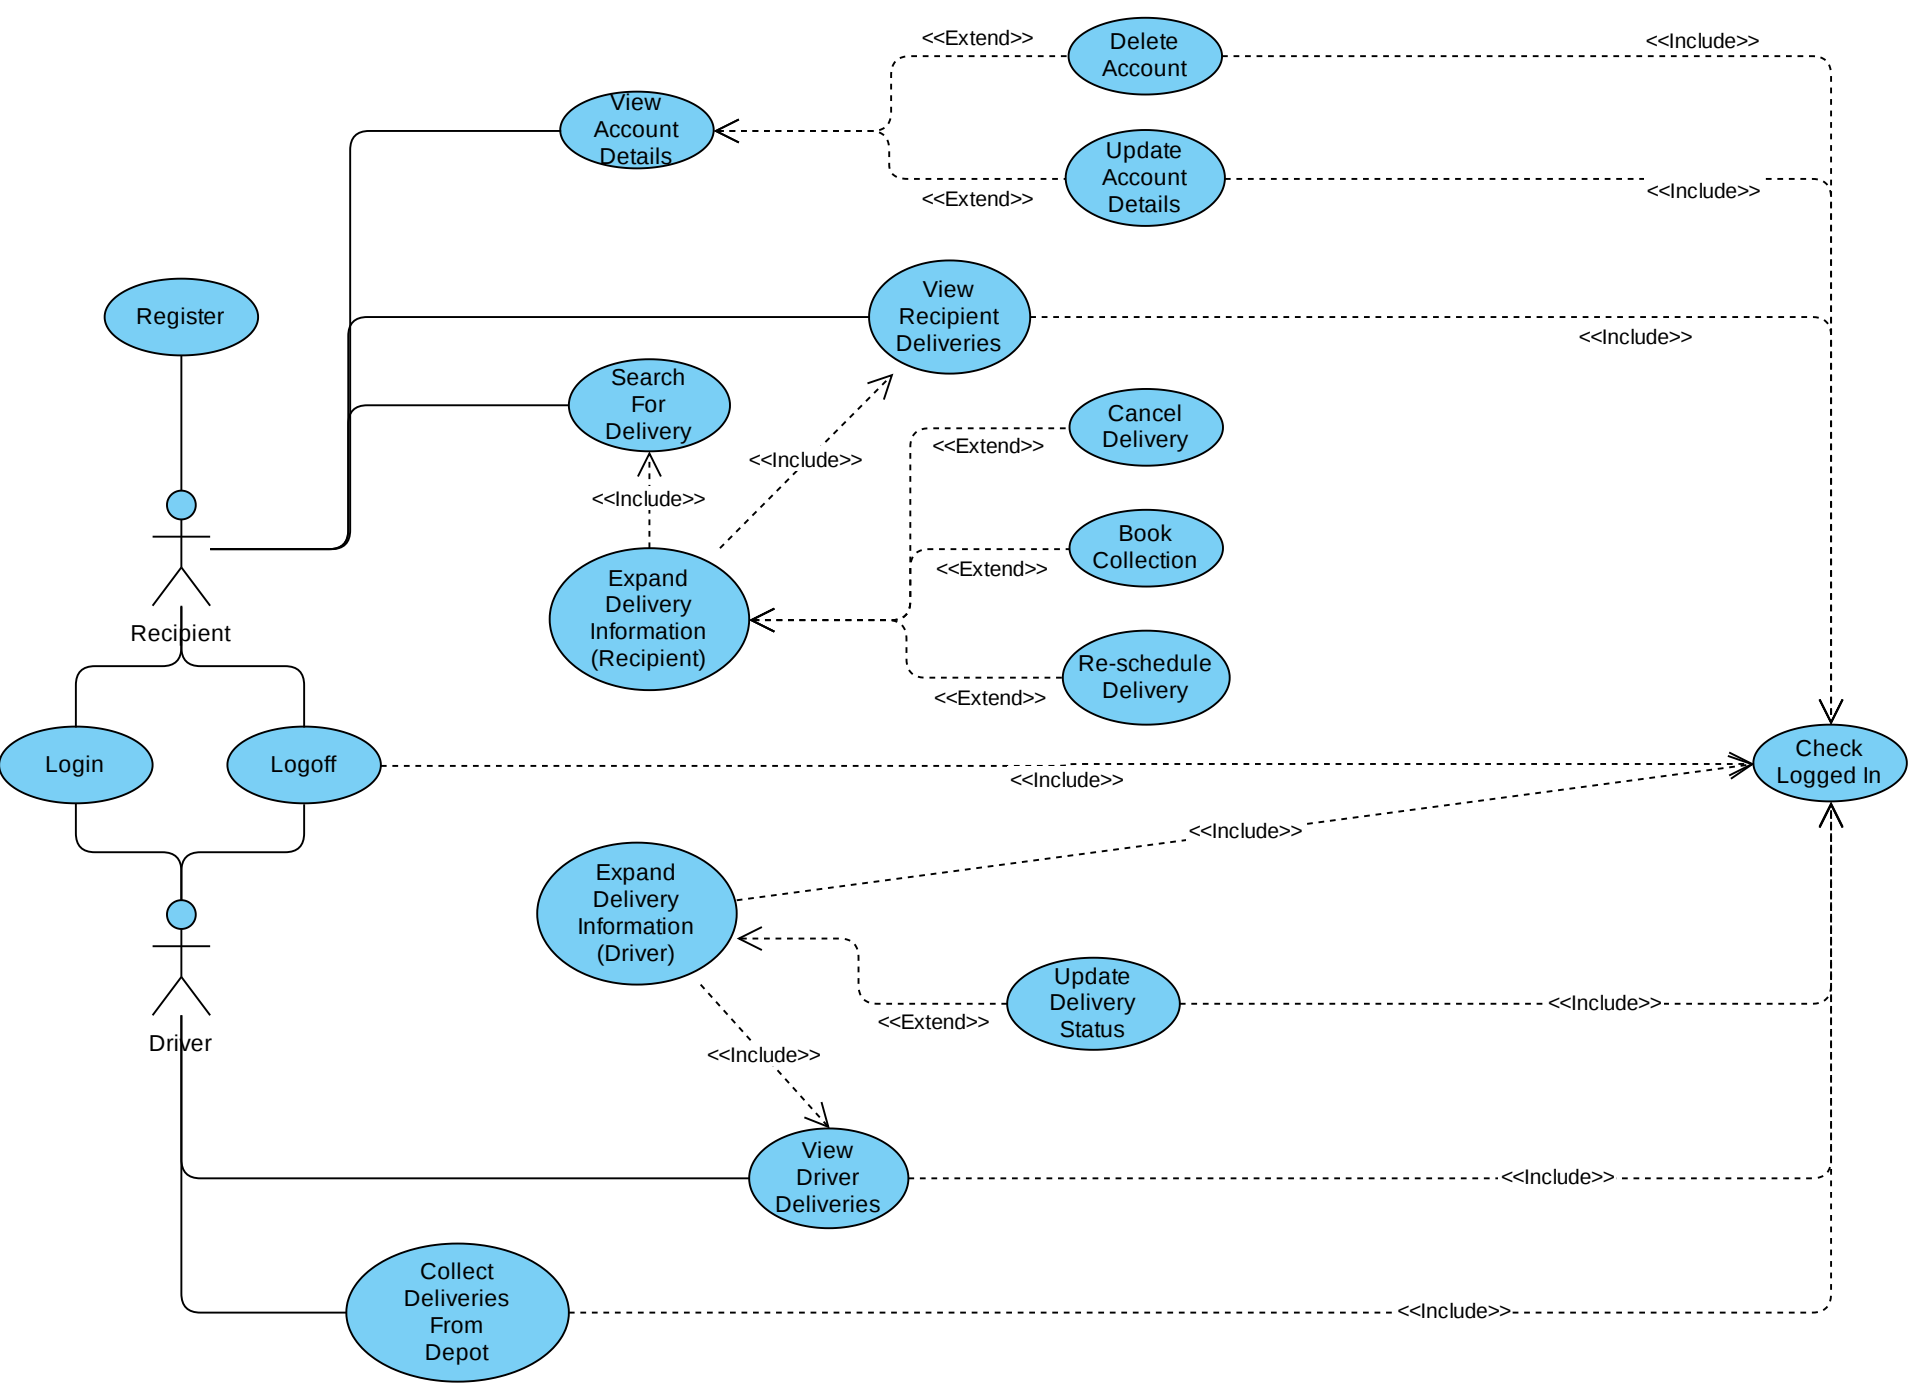 <<Extend>>
Delete
Account
<<Include>>
View
Account
Details
Update
Account
Details
<<Extend>>
<<Include>>
Register
View
Recipient
Deliveries
<<Include>>
Search
For
Delivery
Cancel
Delivery
<<Extend>>
<<Include>>
<<Include>>
Book
Collection
<<Extend>>
Expand
Delivery
Information
(Recipient)
Recipient
Re-schedule
Delivery
<<Extend>>
Login
Logoff
<<Include>>
Check
Logged In
<<Include>>
Expand
Delivery
Information
(Driver)
Update
Delivery
Status
<<Extend>>
<<Include>>
Driver
<<Include>>
View
Driver
Deliveries
<<Include>>
Collect
Deliveries
From
Depot
<<Include>>